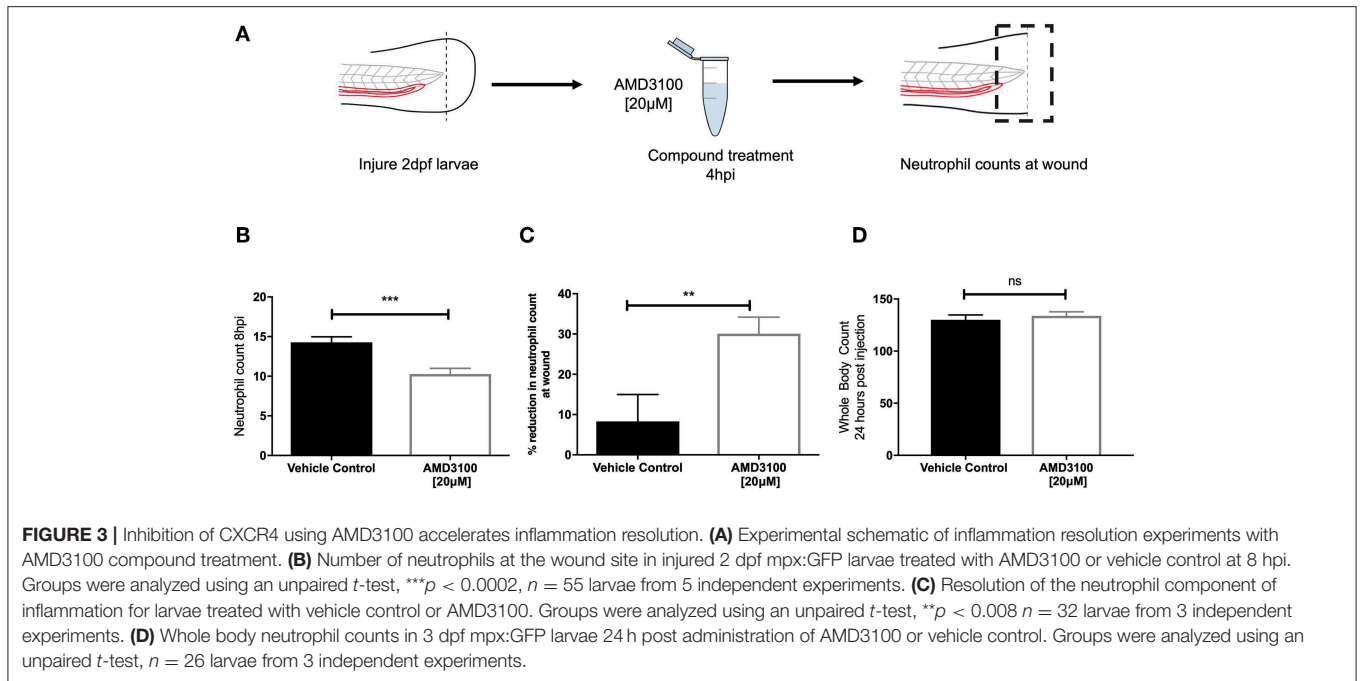 A
AMD3100
[20µM]
Injure 2dpf larvae
Compound treatment
4hpi
Neutrophil counts at wound
B
Neutrophil count 8hpi
20
15
10
5
0
***
Vehicle Control
AMD3100
[20µM]
C
% reduction in neutrophil count
at wound
40
30
20
10
0
**
Vehicle Control
AMD3100
[20µM]
D
Whole Body Count
24 hours post injection
150
100
50
0
ns
Vehicle Control
AMD3100
[20µM]
FIGURE 3 | Inhibition of CXCR4 using AMD3100 accelerates inflammation resolution. (A) Experimental schematic of inflammation resolution experiments with
AMD3100 compound treatment. (B) Number of neutrophils at the wound site in injured 2 dpf mpx:GFP larvae treated with AMD3100 or vehicle control at 8 hpi.
Groups were analyzed using an unpaired t-test, ***p < 0.0002, n = 55 larvae from 5 independent experiments. (C) Resolution of the neutrophil component of
inflammation for larvae treated with vehicle control or AMD3100. Groups were analyzed using an unpaired t-test, **p < 0.008 n = 32 larvae from 3 independent
experiments. (D) Whole body neutrophil counts in 3 dpf mpx:GFP larvae 24 h post administration of AMD3100 or vehicle control. Groups were analyzed using an
unpaired t-test, n = 26 larvae from 3 independent experiments.